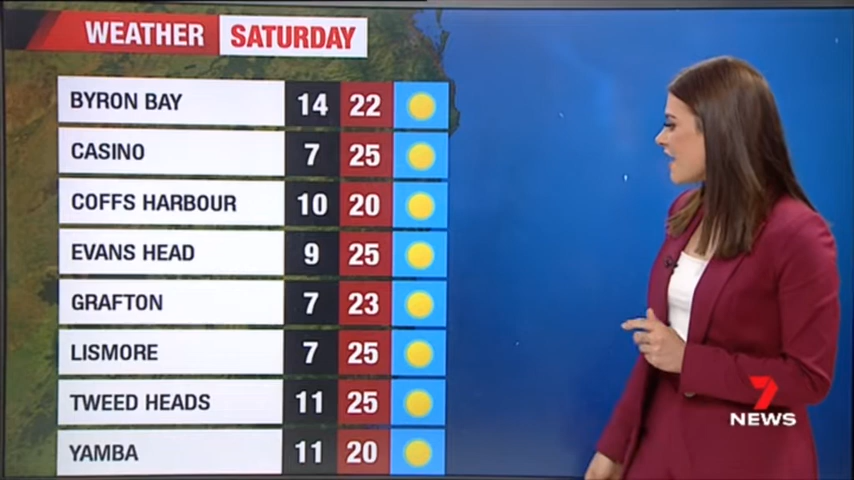 WEATHER SATURDAY
BYRON BAY 14 22
CASINO 7 25
COFFS HARBOUR 10 20
EVANS HEAD 9 25
GRAFTON 7 23
LISMORE 7 25
TWEED HEADS 11 25
YAMBA 11 20
7
NEWS